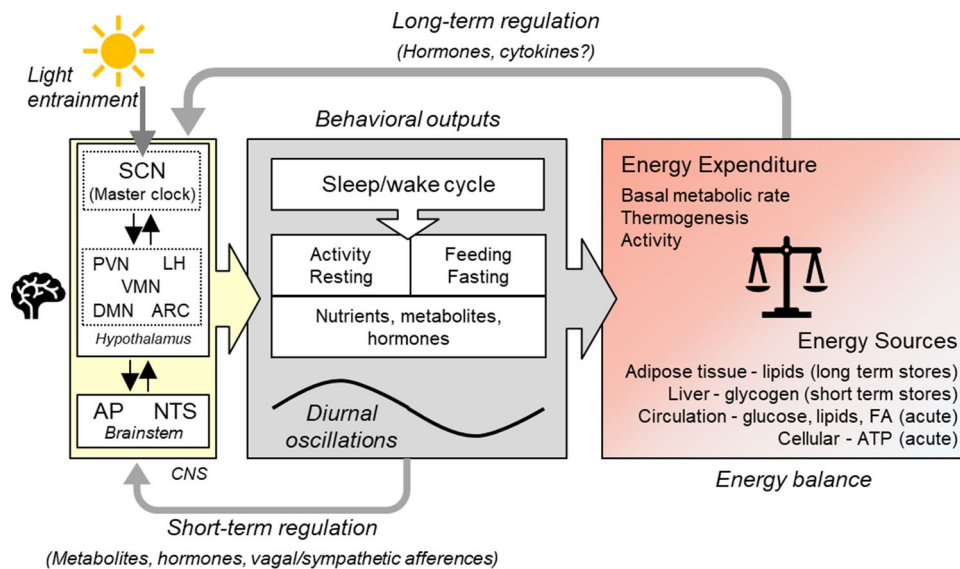 Long-term regulation
(Hormones, cytokines?)
Light
entrainment
SCN
(Master clock)
PVN LH
VMN
DMN ARC
Hypothalamus
AP NTS
Brainstem
CNS
Behavioral outputs
Sleep/wake cycle
Activity
Resting
Feeding
Fasting
Nutrients, metabolites,
hormones
Diurnal
oscillations
Energy Expenditure
Basal metabolic rate
Thermogenesis
Activity
Energy Sources
Adipose tissue - lipids (long term stores)
Liver - glycogen (short term stores)
Circulation - glucose, lipids, FA (acute)
Cellular - ATP (acute)
Energy balance
Short-term regulation
(Metabolites, hormones, vagal/sympathetic afferences)